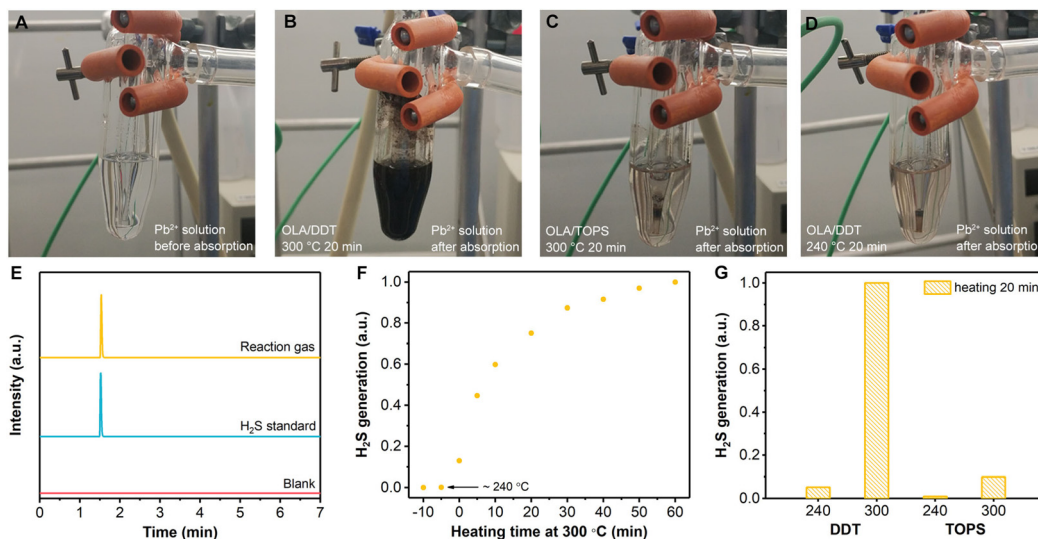 A
Pb²⁺ solution
before absorption
B
OLA/DDT
300 °C 20 min
Pb²⁺ solution
after absorption
C
OLA/TOPS
300 °C 20 min
Pb²⁺ solution
after absorption
D
OLA/DDT
240 °C 20 min
Pb²⁺ solution
after absorption
E
Intensity (a.u.)
Reaction gas
H₂S standard
Blank
0 1 2 3 4 5 6 7
Time (min)
F
H₂S generation (a.u.)
1.0
0.8
0.6
0.4
0.2
0.0
~ 240 °C
-10 0 10 20 30 40 50 60
Heating time at 300 °C (min)
G
H₂S generation (a.u.)
heating 20 min
1.0
0.8
0.6
0.4
0.2
0.0
240 300 240 300
DDT TOPS